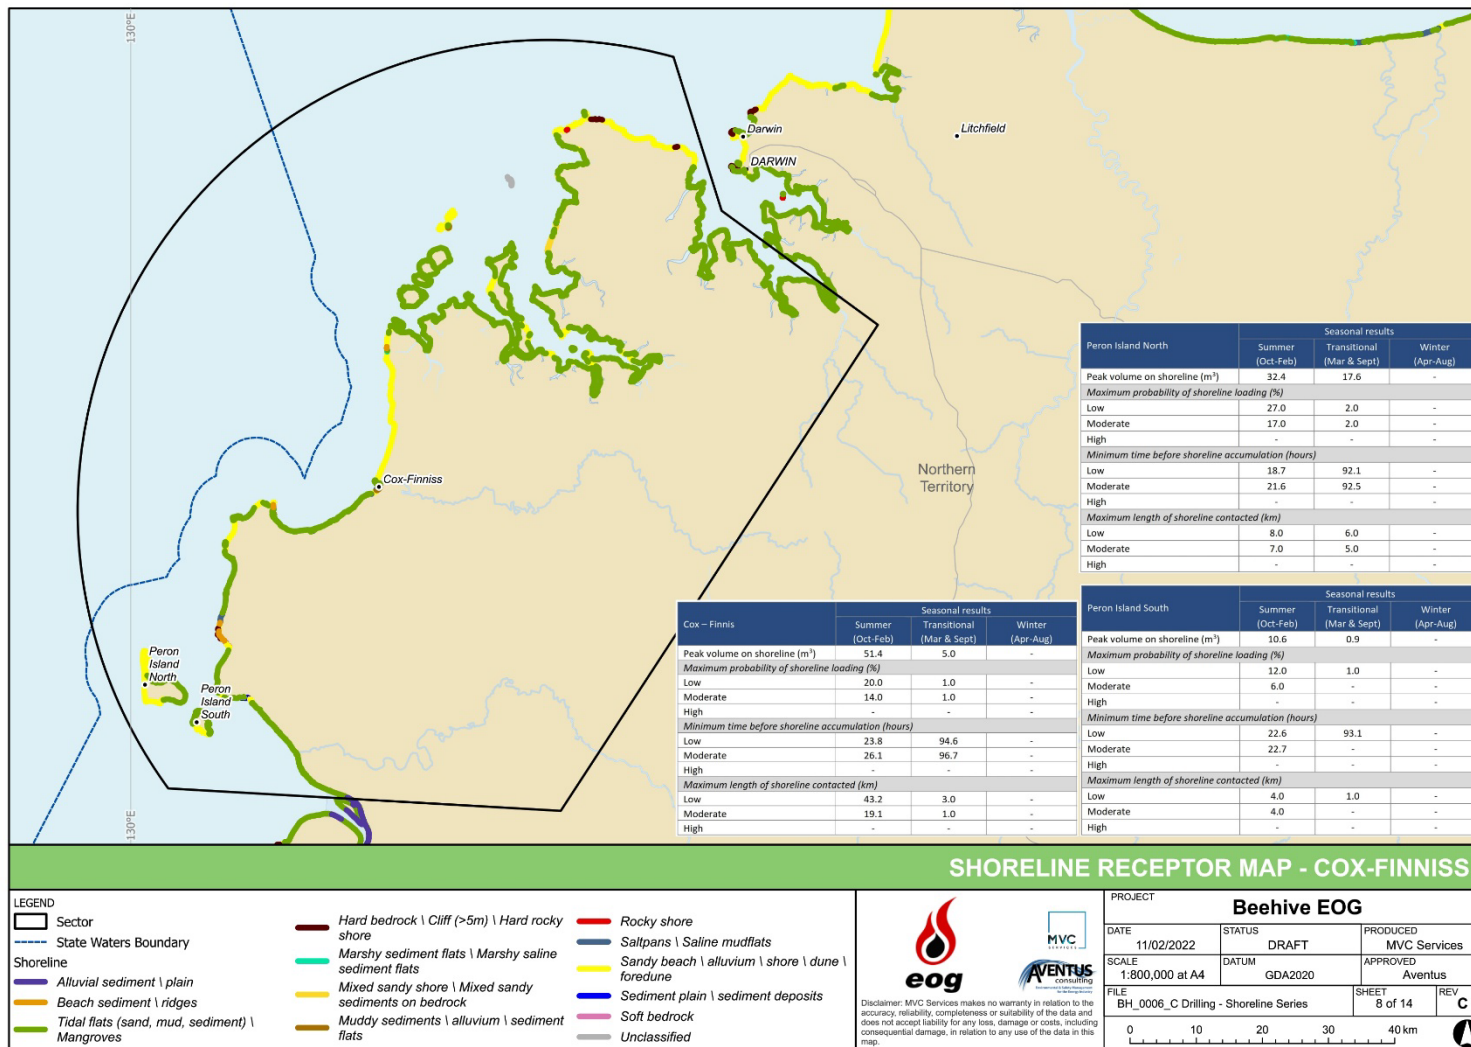 130°E
Darwin
Litchfield
DARWIN
Cox-Finniss
Northern
Territory
Peron
Island
North
Peron
Island
South
130°E
Peron Island North
Seasonal results
Summer (Oct-Feb) Transitional (Mar & Sept) Winter (Apr-Aug)
Peak volume on shoreline (m³) 32.4 17.6 -
Maximum probability of shoreline loading (%)
Low 27.0 2.0 -
Moderate 17.0 2.0 -
High - - -
Minimum time before shoreline accumulation (hours)
Low 18.7 92.1 -
Moderate 21.6 92.5 -
High - - -
Maximum length of shoreline contacted (km)
Low 8.0 6.0 -
Moderate 7.0 5.0 -
High - - -
Cox – Finnis
Seasonal results
Summer (Oct-Feb) Transitional (Mar & Sept) Winter (Apr-Aug)
Peak volume on shoreline (m³) 51.4 5.0 -
Maximum probability of shoreline loading (%)
Low 20.0 1.0 -
Moderate 14.0 1.0 -
High - - -
Minimum time before shoreline accumulation (hours)
Low 23.8 94.6 -
Moderate 26.1 96.7 -
High - - -
Maximum length of shoreline contacted (km)
Low 43.2 3.0 -
Moderate 19.1 1.0 -
High - - -
Peron Island South
Seasonal results
Summer (Oct-Feb) Transitional (Mar & Sept) Winter (Apr-Aug)
Peak volume on shoreline (m³) 10.6 0.9 -
Maximum probability of shoreline loading (%)
Low 12.0 1.0 -
Moderate 6.0 - -
High - - -
Minimum time before shoreline accumulation (hours)
Low 22.6 93.1 -
Moderate 22.7 - -
High - - -
Maximum length of shoreline contacted (km)
Low 4.0 1.0 -
Moderate 4.0 - -
High - - -
SHORELINE RECEPTOR MAP - COX-FINNISS
LEGEND
Sector
State Waters Boundary
Shoreline
Alluvial sediment \ plain
Beach sediment \ ridges
Tidal flats (sand, mud, sediment) \
Mangroves
Hard bedrock \ Cliff (>5m) \ Hard rocky
shore
Marshy sediment flats \ Marshy saline
sediment flats
Mixed sandy shore \ Mixed sandy
sediments on bedrock
Muddy sediments \ alluvium \ sediment
flats
Rocky shore
Saltpans \ Saline mudflats
Sandy beach \ alluvium \ shore \ dune \
foredune
Sediment plain \ sediment deposits
Soft bedrock
Unclassified
eog
MVC
SERVICES
AVENTUS
consulting
Disclaimer: MVC Services makes no warranty in relation to the
accuracy, reliability, completeness or suitability of the data and
does not accept liability for any loss, damage or costs, including
consequential damage, in relation to any use of the data in this
map.
PROJECT
Beehive EOG
DATE
11/02/2022
STATUS
DRAFT
PRODUCED
MVC Services
SCALE
1:800,000 at A4
DATUM
GDA2020
APPROVED
Aventus
FILE
BH_0006_C Drilling - Shoreline Series
SHEET
8 of 14
REV
C
0 10 20 30 40 km